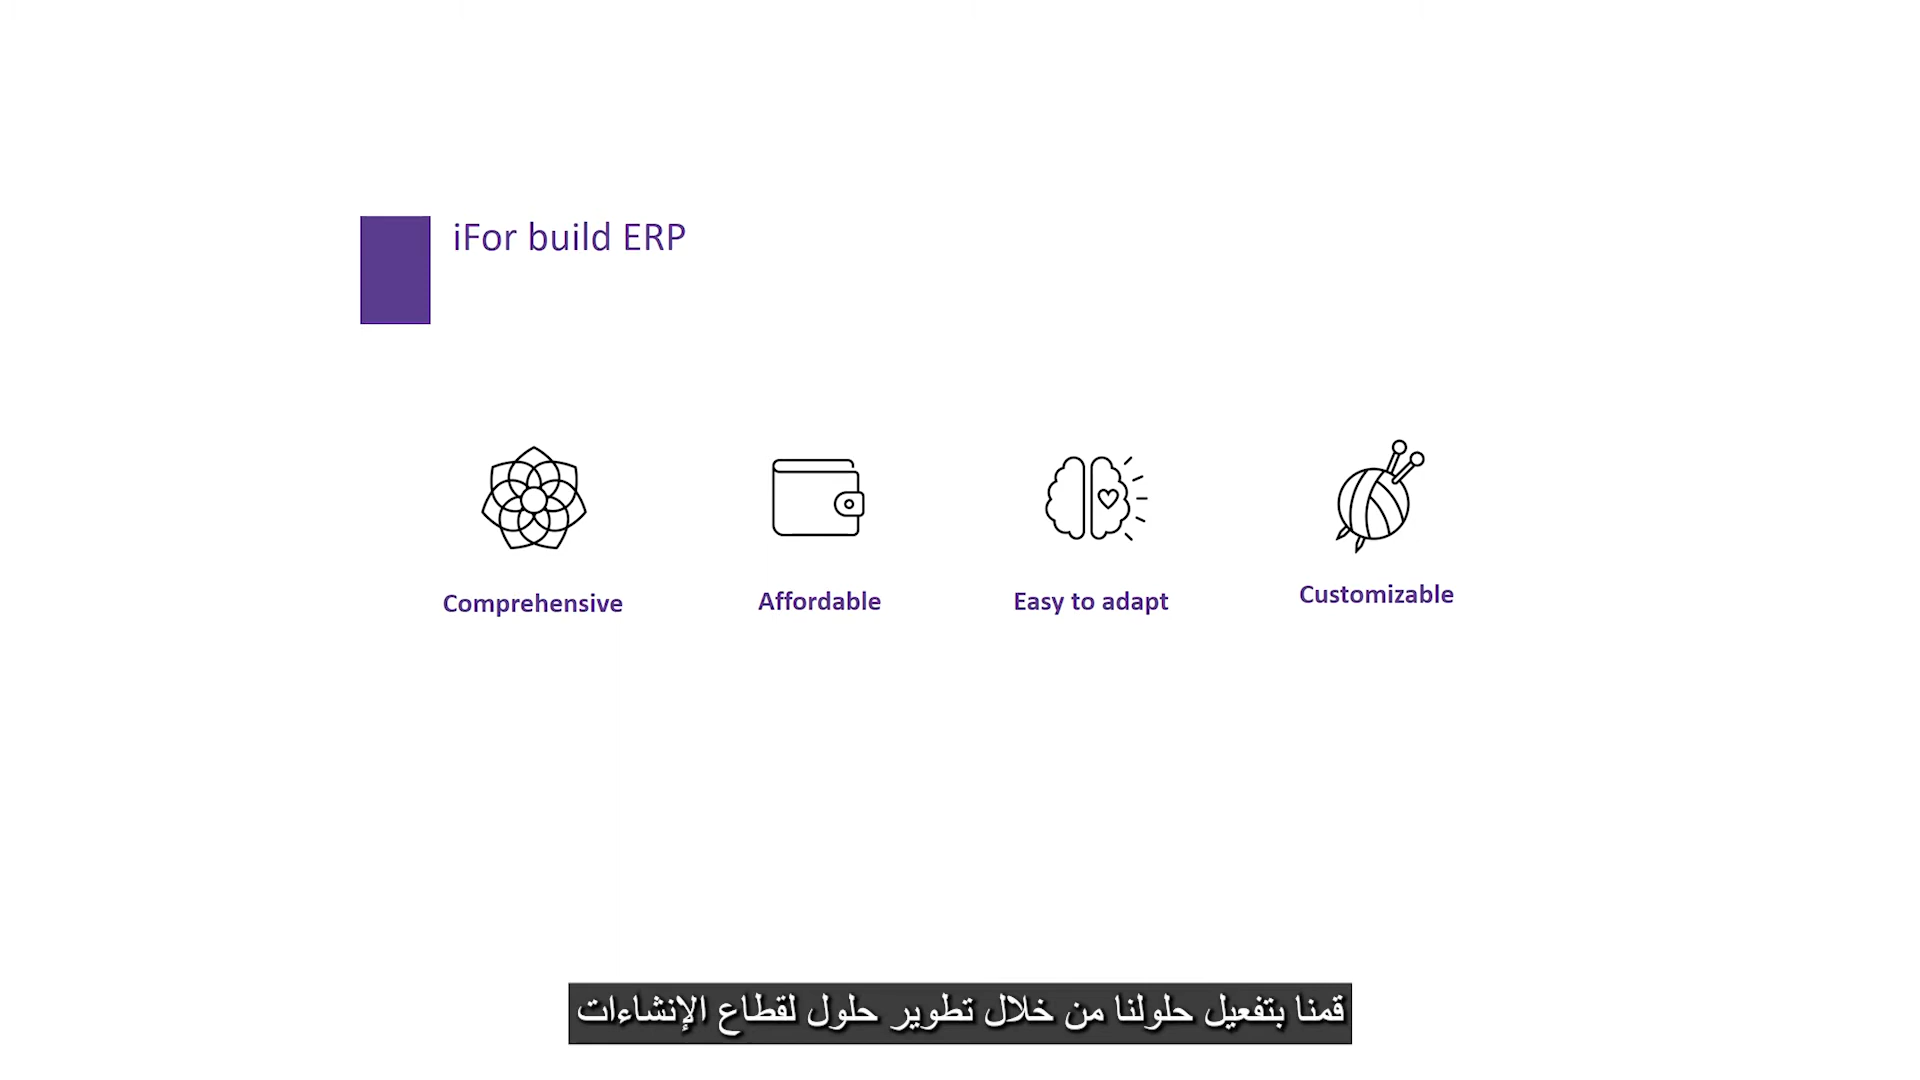 iFor build ERP
Comprehensive
Affordable
Easy to adapt
Customizable
قمنا بتفعيل حلولنا من خلال تطوير حلول لقطاع الإنشاءات